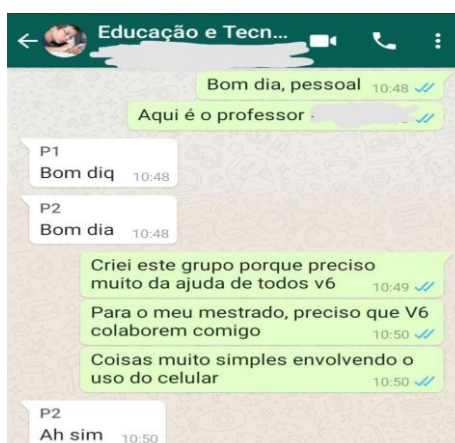 Educação e Tecn...
Bom dia, pessoal 10:48
Aqui é o professor
P1
Bom diq 10:48
P2
Bom dia 10:48
Criei este grupo porque preciso
muito da ajuda de todos v6 10:49
Para o meu mestrado, preciso que V6
colaborem comigo 10:50
Coisas muito simples envolvendo o
uso do celular 10:50
P2
Ah sim 10:50